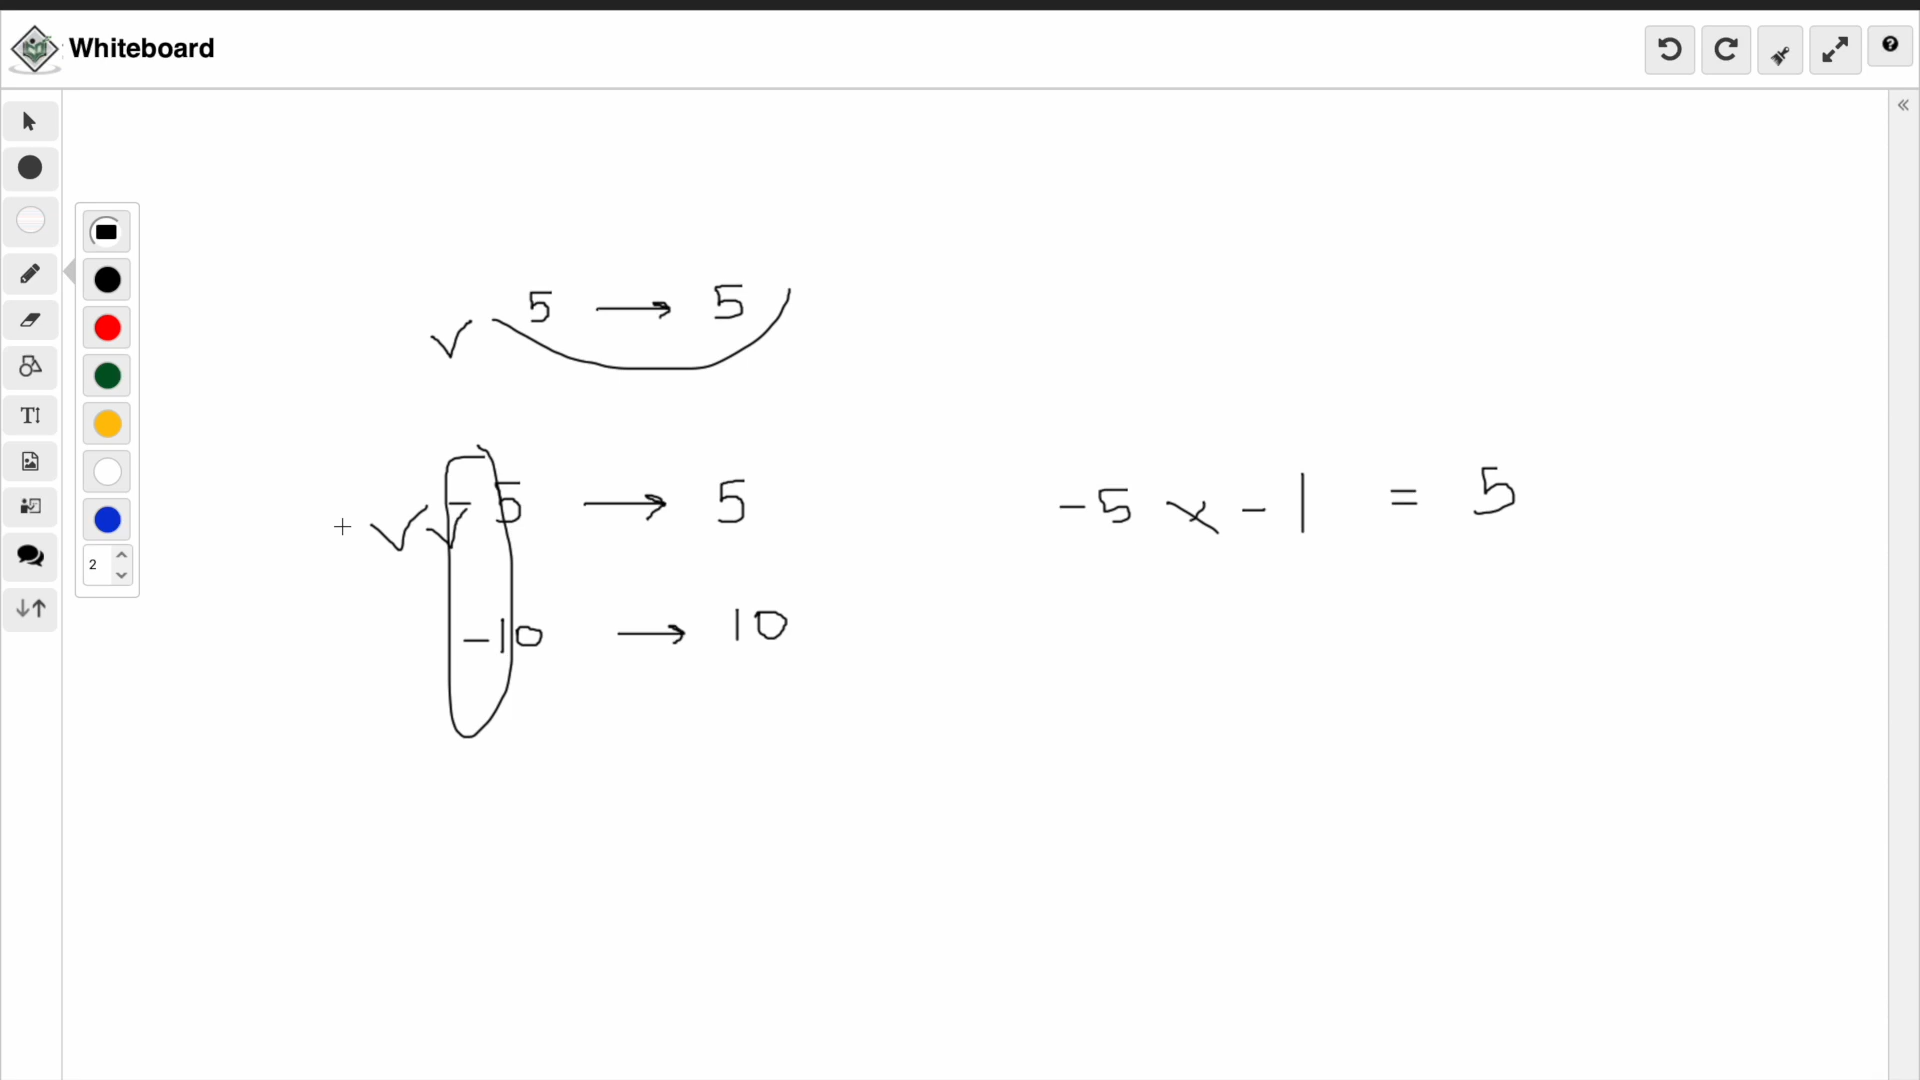 Whiteboard
5 → 5
√ -5 → 5
-10 → 10
-5 × -1 = 5
T
2